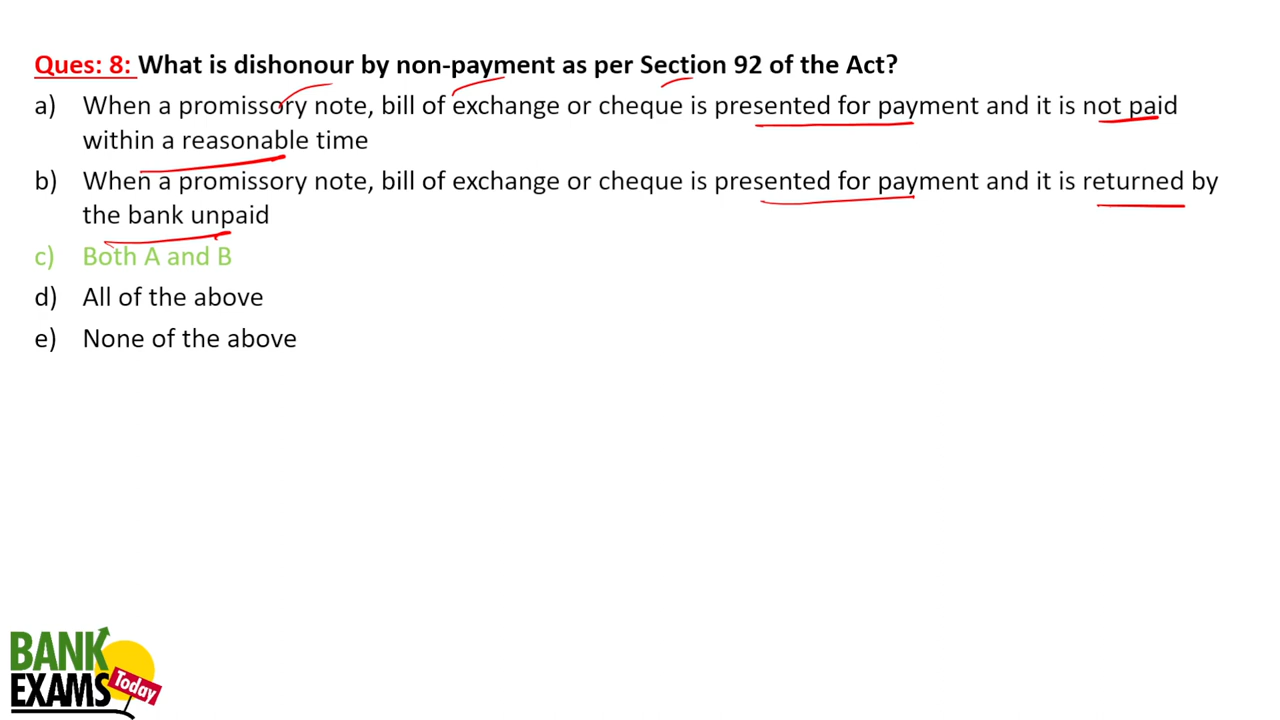 Ques: 8: What is dishonour by non-payment as per Section 92 of the Act?
a) When a promissory note, bill of exchange or cheque is presented for payment and it is not paid
within a reasonable time
b) When a promissory note, bill of exchange or cheque is presented for payment and it is returned by
the bank unpaid
c) Both A and B
d) All of the above
e) None of the above
BANK
EXAMS
Today